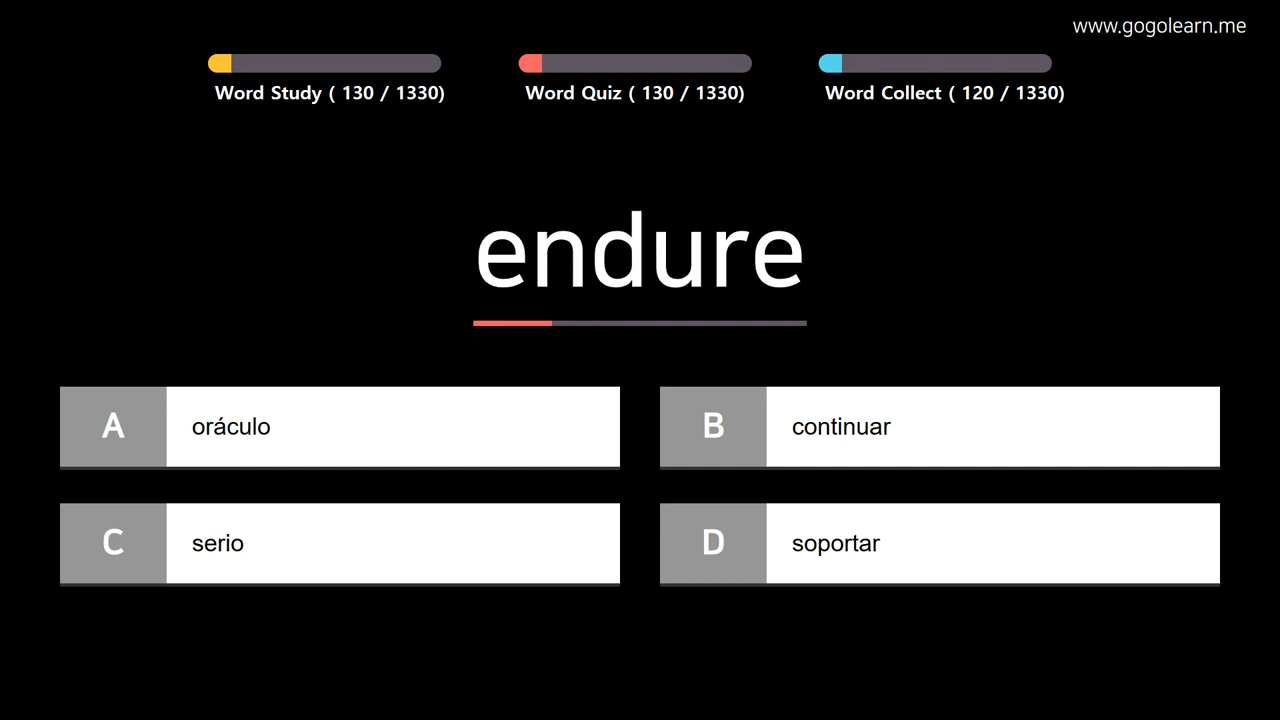 www.gogolearn.me
Word Study ( 130 / 1330)
Word Quiz ( 130 / 1330)
Word Collect ( 120 / 1330)
endure
A
oráculo
B
continuar
C
serio
D
soportar